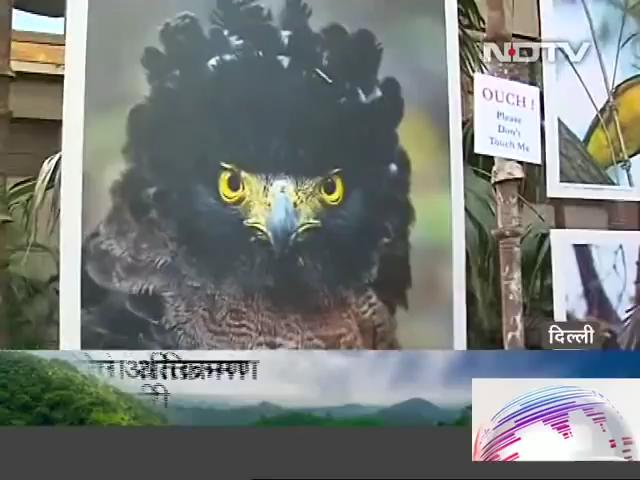 NDTV
OUCH !
Please
Don't
Touch Me
दिल्ली